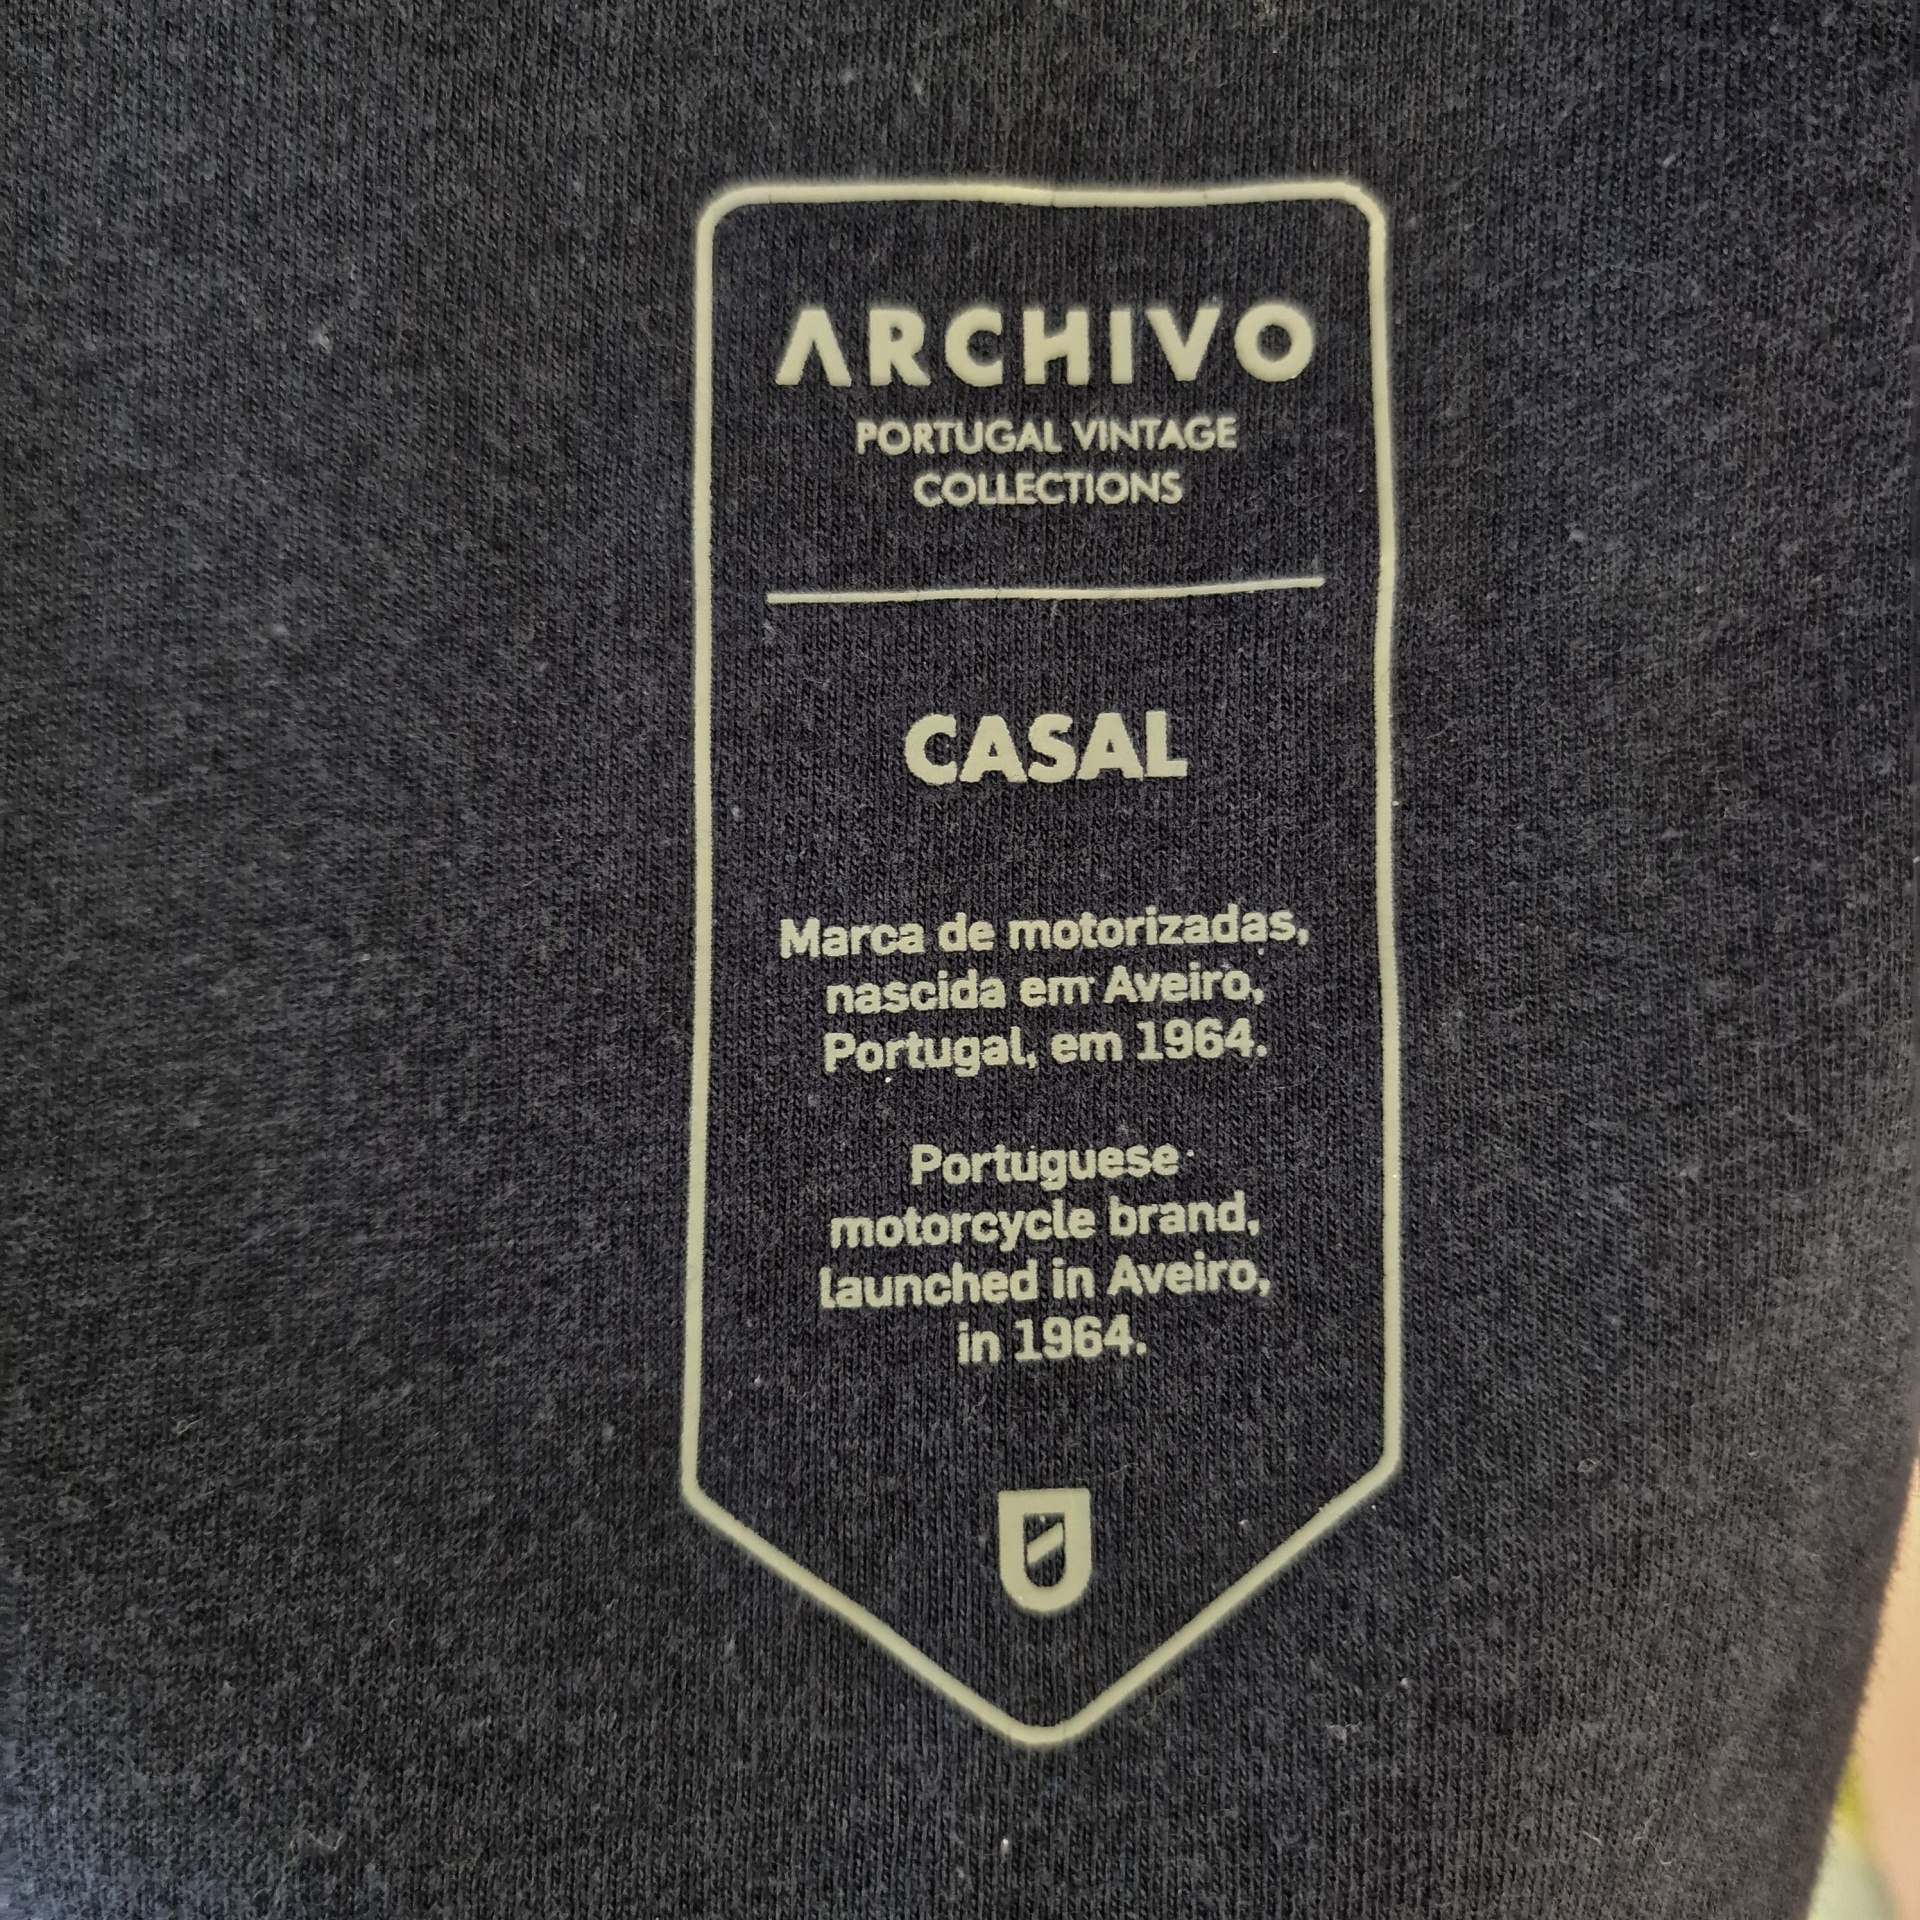 ARCHIVO
PORTUGAL VINTAGE
COLLECTIONS
CASAL
Marca de motorizadas,
nascida em Aveiro,
Portugal, em 1964.
Portuguese
motorcycle brand,
launched in Aveiro,
in 1964.